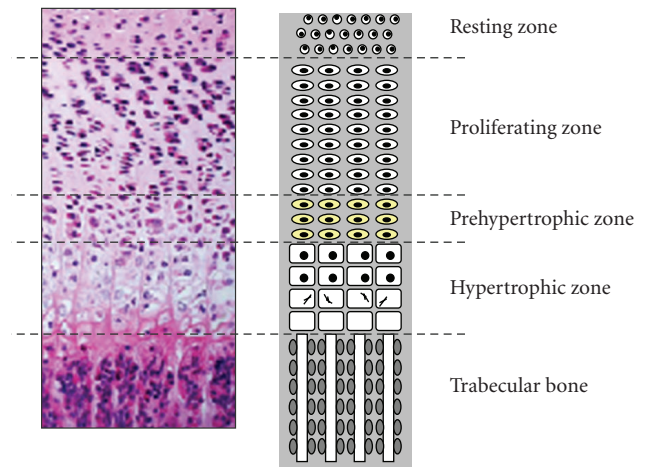 Resting zone
Proliferating zone
Prehypertrophic zone
Hypertrophic zone
Trabecular bone